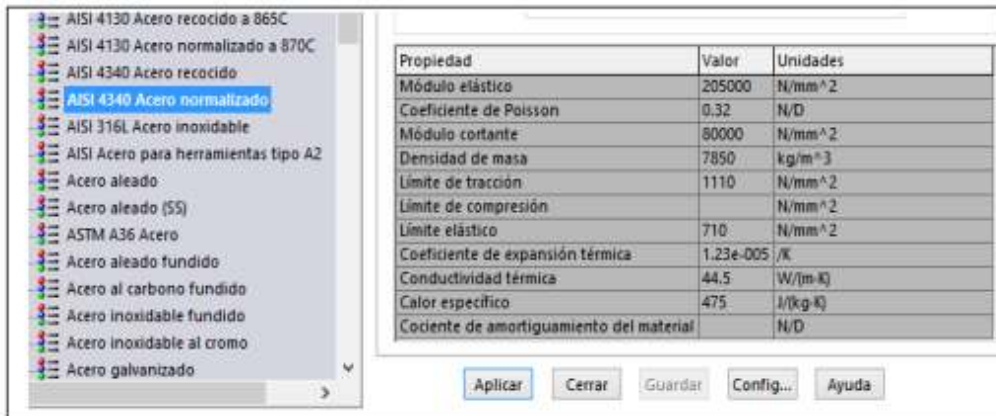 AISI 4130 Acero recocido a 865C
AISI 4130 Acero normalizado a 870C
AISI 4340 Acero recocido
AISI 4340 Acero normalizado
AISI 316L Acero inoxidable
AISI Acero para herramientas tipo A2
Acero aleado
Acero aleado (SS)
ASTM A36 Acero
Acero aleado fundido
Acero al carbono fundido
Acero inoxidable fundido
Acero inoxidable al cromo
Acero galvanizado
Propiedad Valor Unidades
Módulo elástico 205000 N/mm^2
Coeficiente de Poisson 0.32 N/D
Módulo cortante 80000 N/mm^2
Densidad de masa 7850 kg/m^3
Límite de tracción 1110 N/mm^2
Límite de compresión N/mm^2
Límite elástico 710 N/mm^2
Coeficiente de expansión térmica 1.23e-005 /K
Conductividad térmica 44.5 W/(m·K)
Calor específico 475 J/(kg·K)
Cociente de amortiguamiento del material N/D
Aplicar Cerrar Guardar Config... Ayuda